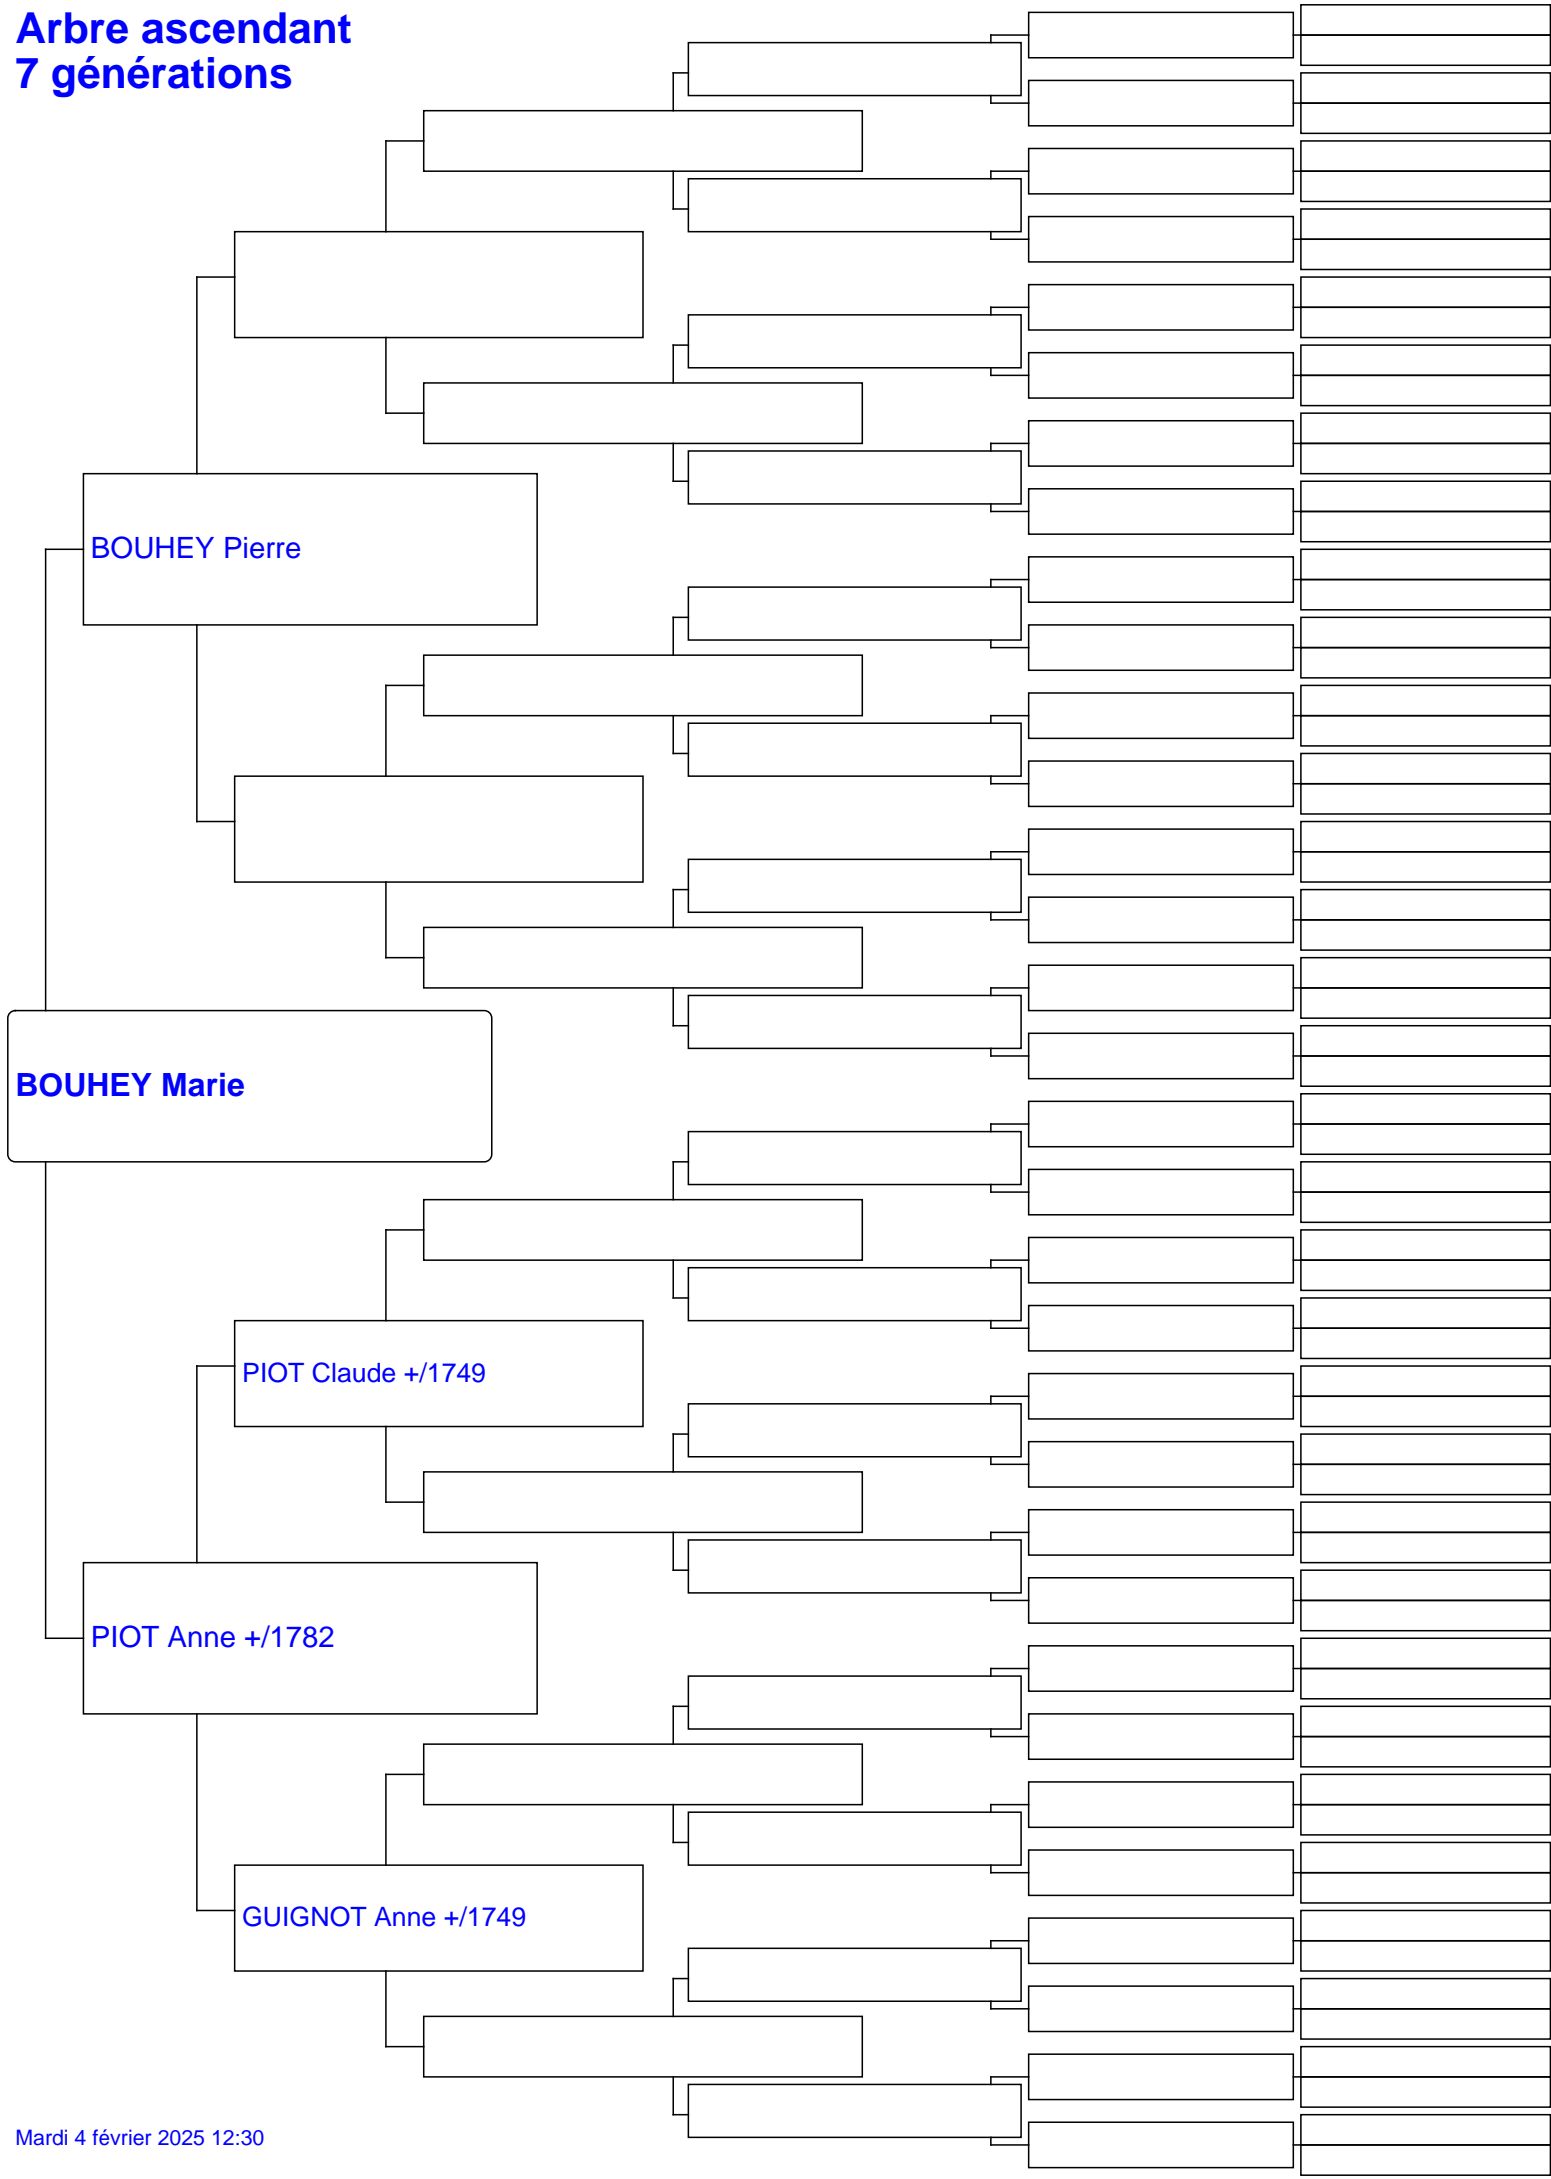 Arbre ascendant
7 générations
BOUHEY Pierre
BOUHEY Marie
PIOT Claude +/1749
PIOT Anne +/1782
GUIGNOT Anne +/1749
Mardi 4 février 2025 12:30